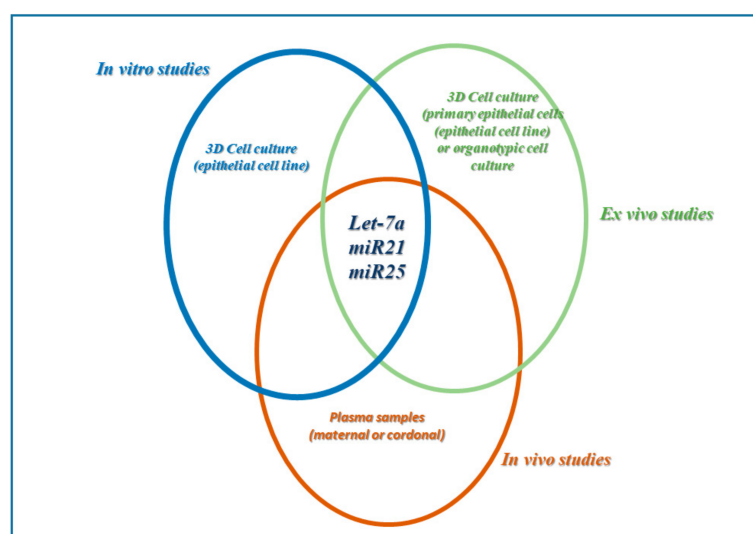 In vitro studies
3D Cell culture
(epithelial cell line)
3D Cell culture
(primary epithelial cells
(epithelial cell line)
or organotypic cell
culture
Ex vivo studies
Let-7a
miR21
miR25
Plasma samples
(maternal or cordonal)
In vivo studies